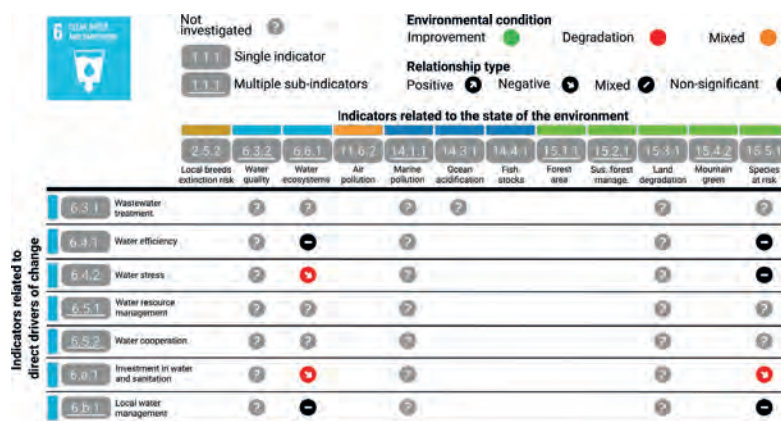 6 CLEAN WATER
AND SANITATION
Not
investigated ?
1.1.1 Single indicator
1.1.1 Multiple sub-indicators
Environmental condition
Improvement Degradation Mixed
Relationship type
Positive Negative Mixed Non-significant
Indicators related to the state of the environment
2.5.2 6.3.2 6.6.1 11.6.2 14.1.1 14.3.1 14.4.1 15.1.1 15.2.1 15.3.1 15.4.2 15.5.1
Local breeds Water Water Air Marine Ocean Fish. Forest Sus. forest Land Mountain Species
extinction risk quality ecosystems pollution pollution acidification stocks area manage. degradation green at risk
Indicators related to
direct drivers of change
6.3.1 Wastewater
treatment ? ? ? ? ? ?
6.4.1 Water efficiency ? ? ?
6.4.2 Water stress ? ? ?
6.5.1 Water resource
management ? ? ? ? ?
6.5.2 Water cooperation ? ? ? ? ?
6.a.1 Investment in water
and sanitation ? ? ?
6.b.1 Local water
management ? ? ?